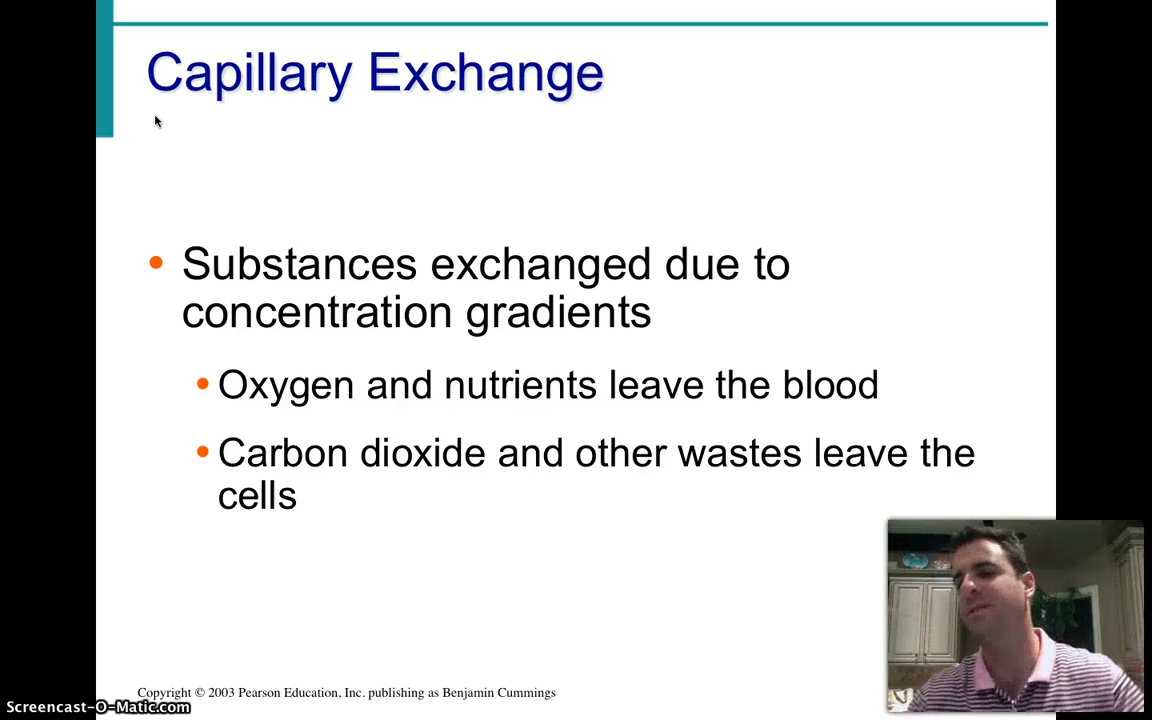 Capillary Exchange
• Substances exchanged due to
concentration gradients
• Oxygen and nutrients leave the blood
• Carbon dioxide and other wastes leave the
cells
Copyright © 2003 Pearson Education, Inc. publishing as Benjamin Cummings
Screencast-O-Matic.com